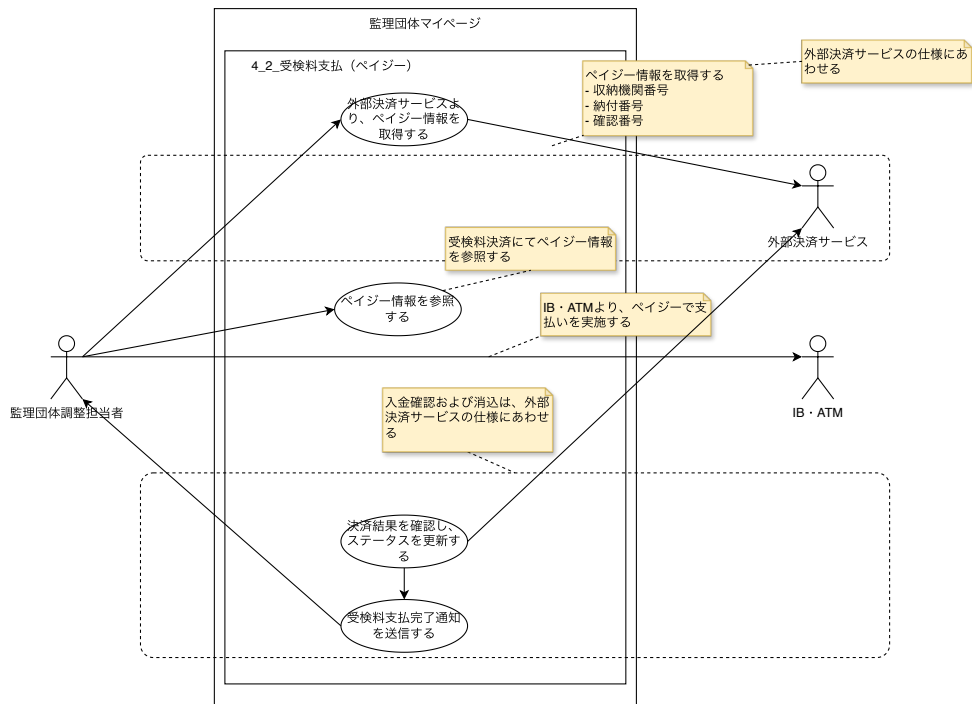 監理団体マイページ
4_2_受検料支払（ペイジー）
外部決済サービスの仕様にあ
わせる
ペイジー情報を取得する
- 収納機関番号
- 納付番号
- 確認番号
外部決済サービスよ
り、ペイジー情報を
取得する
外部決済サービス
受検料決済にてペイジー情報
を参照する
ペイジー情報を参照
する
IB・ATMより、ペイジーで支
払いを実施する
監理団体調整担当者
IB・ATM
入金確認および消込は、外部
決済サービスの仕様にあわせ
る
決済結果を確認し、
ステータスを更新す
る
受検料支払完了通知
を送信する